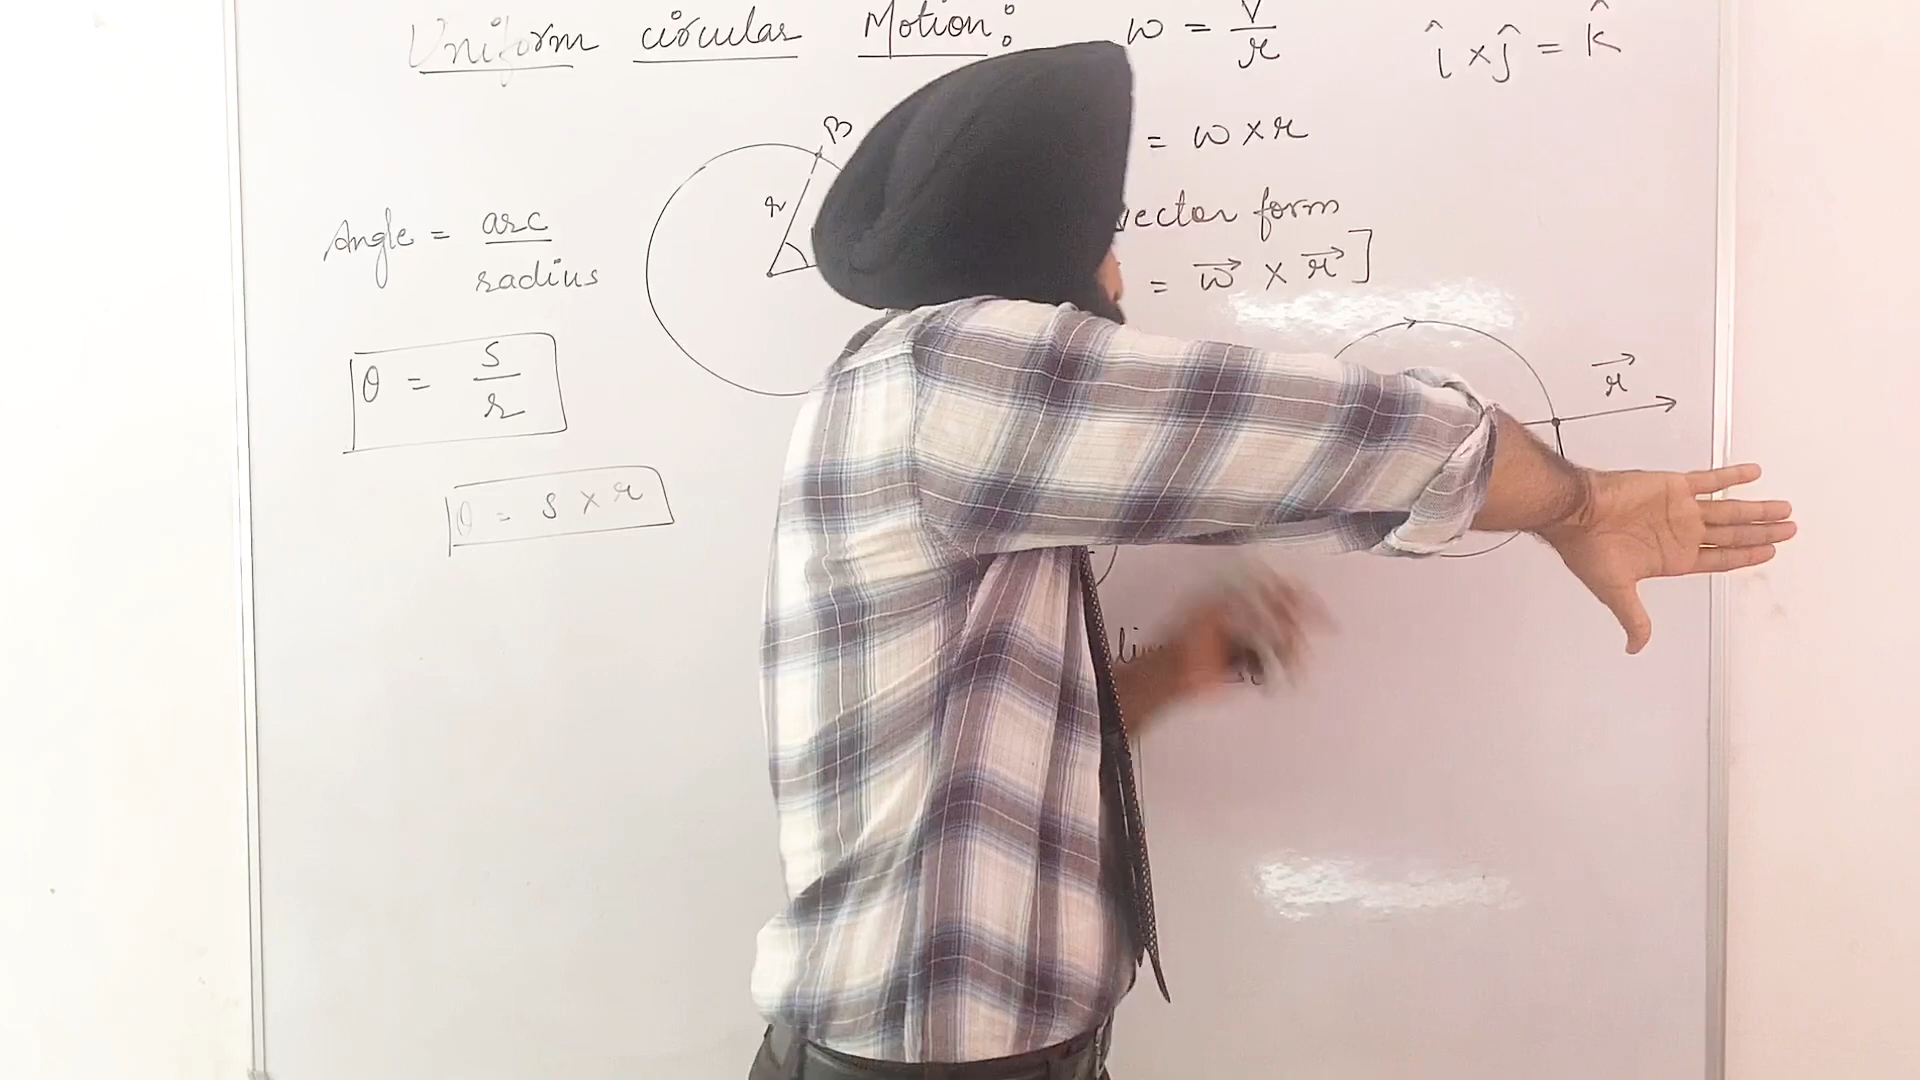 Uniform circular Motion:
Angle = arc / radius
θ = s / r
θ = s × r
B
r
ω = v / r
= ω × r
vector form
= ω⃗ × r⃗ ]
î × ĵ = k̂
r⃗